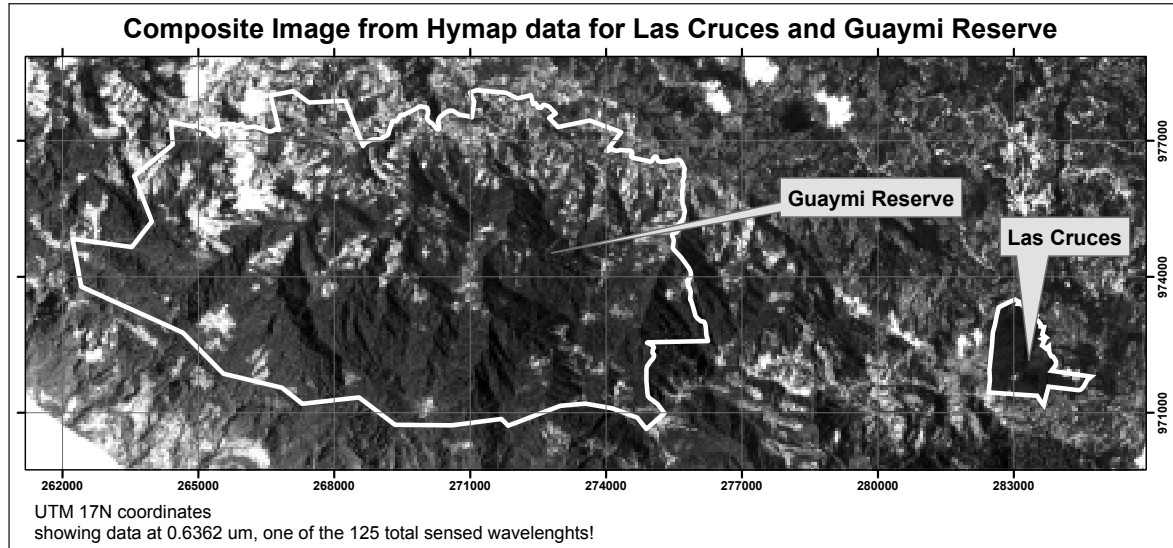 Composite Image from Hymap data for Las Cruces and Guaymi Reserve
977000
Guaymi Reserve
Las Cruces
974000
971000
262000 265000 268000 271000 274000 277000 280000 283000
UTM 17N coordinates
showing data at 0.6362 um, one of the 125 total sensed wavelenghts!